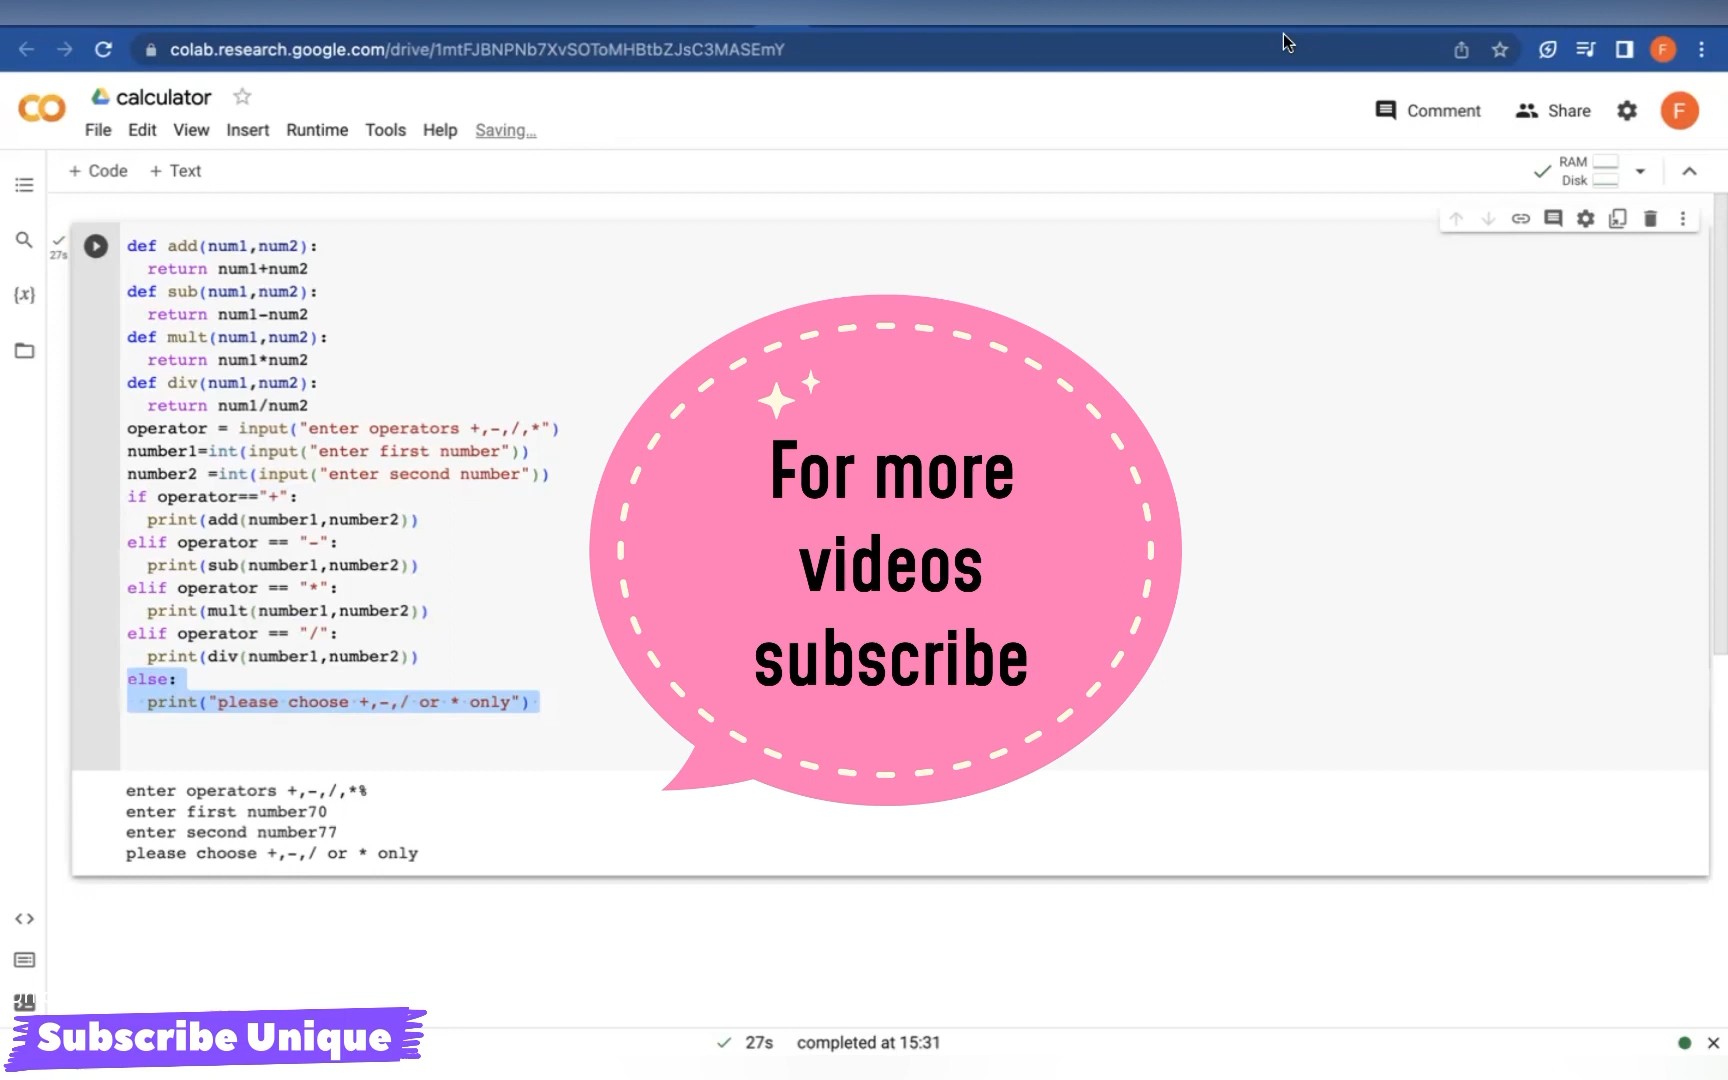 colab.research.google.com/drive/1mtFJBNPNb7XvSOToMHBtbZJsC3MASEmY
F
calculator
File Edit View Insert Runtime Tools Help Saving...
Comment Share F
+ Code + Text
RAM
Disk
27s
{x}
def add(num1,num2):
  return num1+num2
def sub(num1,num2):
  return num1-num2
def mult(num1,num2):
  return num1*num2
def div(num1,num2):
  return num1/num2
operator = input("enter operators +,-,/,*")
number1=int(input("enter first number"))
number2 =int(input("enter second number"))
if operator=="+":
  print(add(number1,number2))
elif operator == "-":
  print(sub(number1,number2))
elif operator == "*":
  print(mult(number1,number2))
elif operator == "/":
  print(div(number1,number2))
else:
  print("please choose +,-,/ or * only")
For more
videos
subscribe
enter operators +,-,/,*%
enter first number70
enter second number77
please choose +,-,/ or * only
Subscribe Unique
27s completed at 15:31